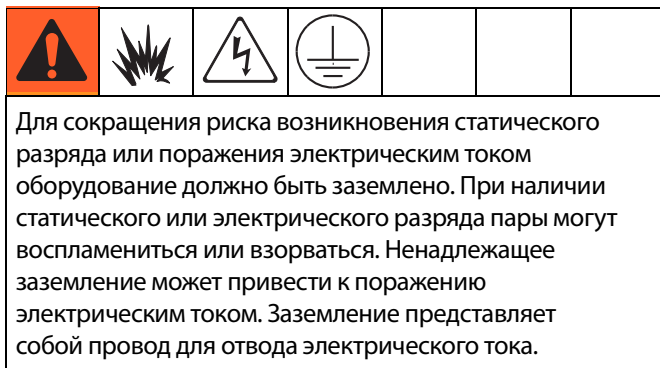 Для сокращения риска возникновения статического
разряда или поражения электрическим током
оборудование должно быть заземлено. При наличии
статического или электрического разряда пары могут
воспламениться или взорваться. Ненадлежащее
заземление может привести к поражению
электрическим током. Заземление представляет
собой провод для отвода электрического тока.